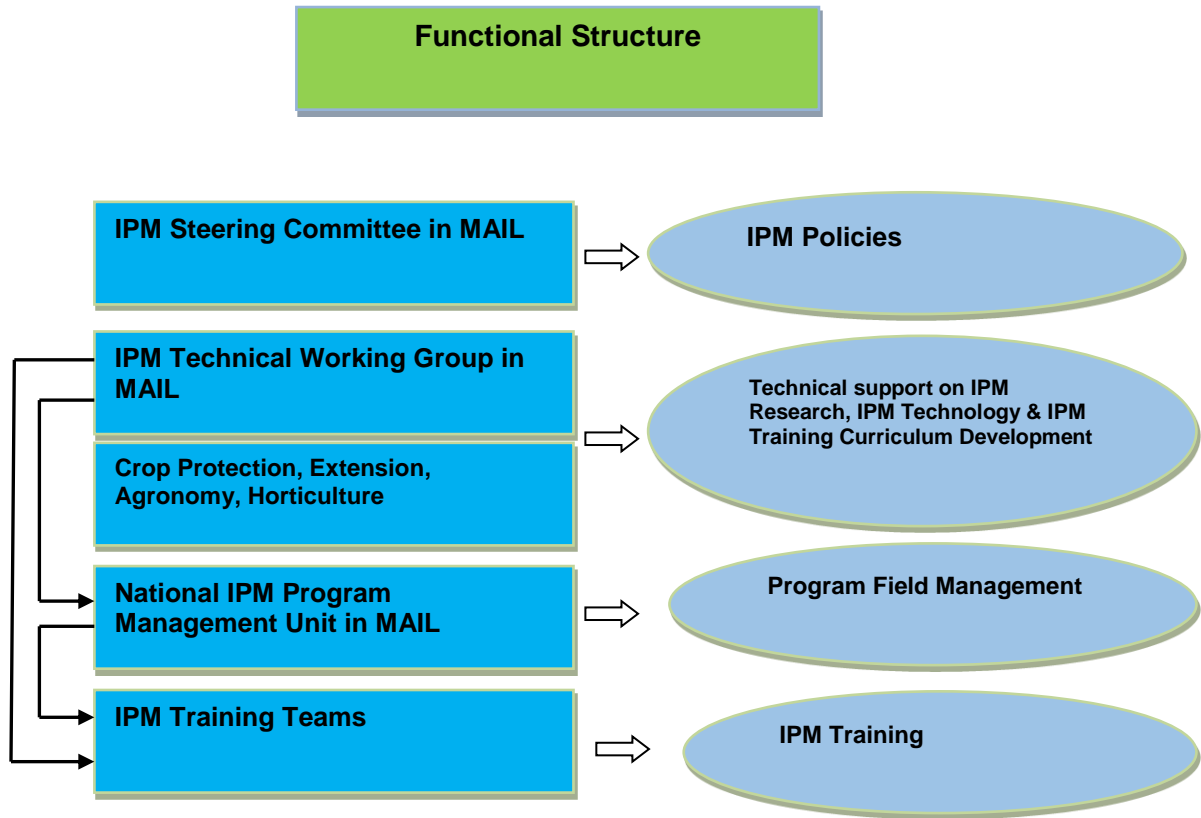 Functional Structure
IPM Steering Committee in MAIL
IPM Policies
IPM Technical Working Group in
MAIL
Technical support on IPM
Research, IPM Technology & IPM
Training Curriculum Development
Crop Protection, Extension,
Agronomy, Horticulture
National IPM Program
Management Unit in MAIL
Program Field Management
IPM Training Teams
IPM Training